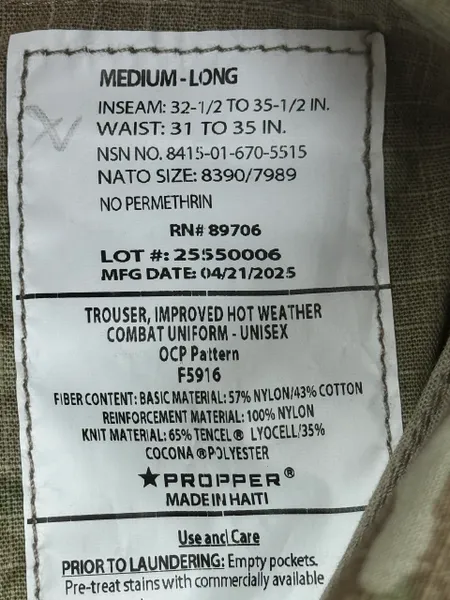 MEDIUM-LONG
INSEAM: 32-1/2 TO 35-1/2 IN.
WAIST: 31 TO 35 IN.
NSN NO. 8415-01-670-5515
NATO SIZE: 8390/7989
NO PERMETHRIN
RN# 89706
LOT #: 25550006
MFG DATE: 04/21/2025
TROUSER, IMPROVED HOT WEATHER
COMBAT UNIFORM - UNISEX
OCP Pattern
F5916
FIBER CONTENT: BASIC MATERIAL: 57% NYLON/43% COTTON
REINFORCEMENT MATERIAL: 100% NYLON
KNIT MATERIAL: 65% TENCEL® LYOCELL/35%
COCONA ®POLYESTER
★PROPPER®
MADE IN HAITI
Use and Care
PRIOR TO LAUNDERING: Empty pockets.
Pre-treat stains with commercially available